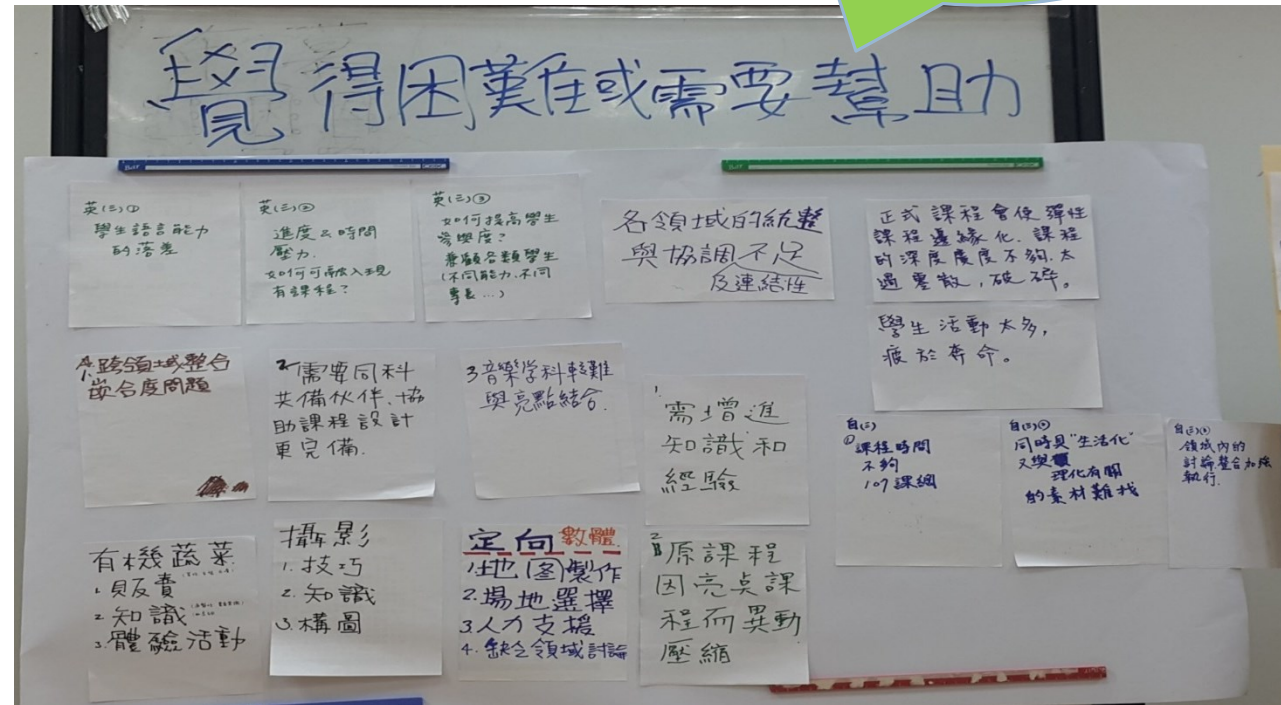 覺得困難或需要幫助
英(三)①
學生語言能力
的落差
英(三)②
進度&時間
壓力.
如何可融入現
有課程?
英(三)③
如何提高學生
參與度?
兼顧各類學生
(不同能力、不同
專長...)
各領域的統整
與協調不足
及連結性
正式課程會使彈性
課程邊緣化.課程
的深度廣度不夠.太
過零散,破碎。
學生活動太多,
疲於奔命。
1.跨領域整合
嵌合度問題
2.需要同科
共備伙伴、協
助課程設計
更完備.
3音樂学科較難
與亮點結合.
1.
需增進
知識和
經驗
自(三)
①課程時間
不夠
107課綱
自(三)②
同時具"生活化"
又與
理化有關
的素材難找
自(三)③
領域內的
討論整合加強
執行.
有機蔬菜
1.販賣
2.知識
3.體驗活動
攝影
1.技巧
2.知識
3.構圖
定向 數體
1.地圖製作
2.場地選擇
3.人力支援
4.缺乏領域討論
2.
原課程
因亮点課
程而異動
壓縮